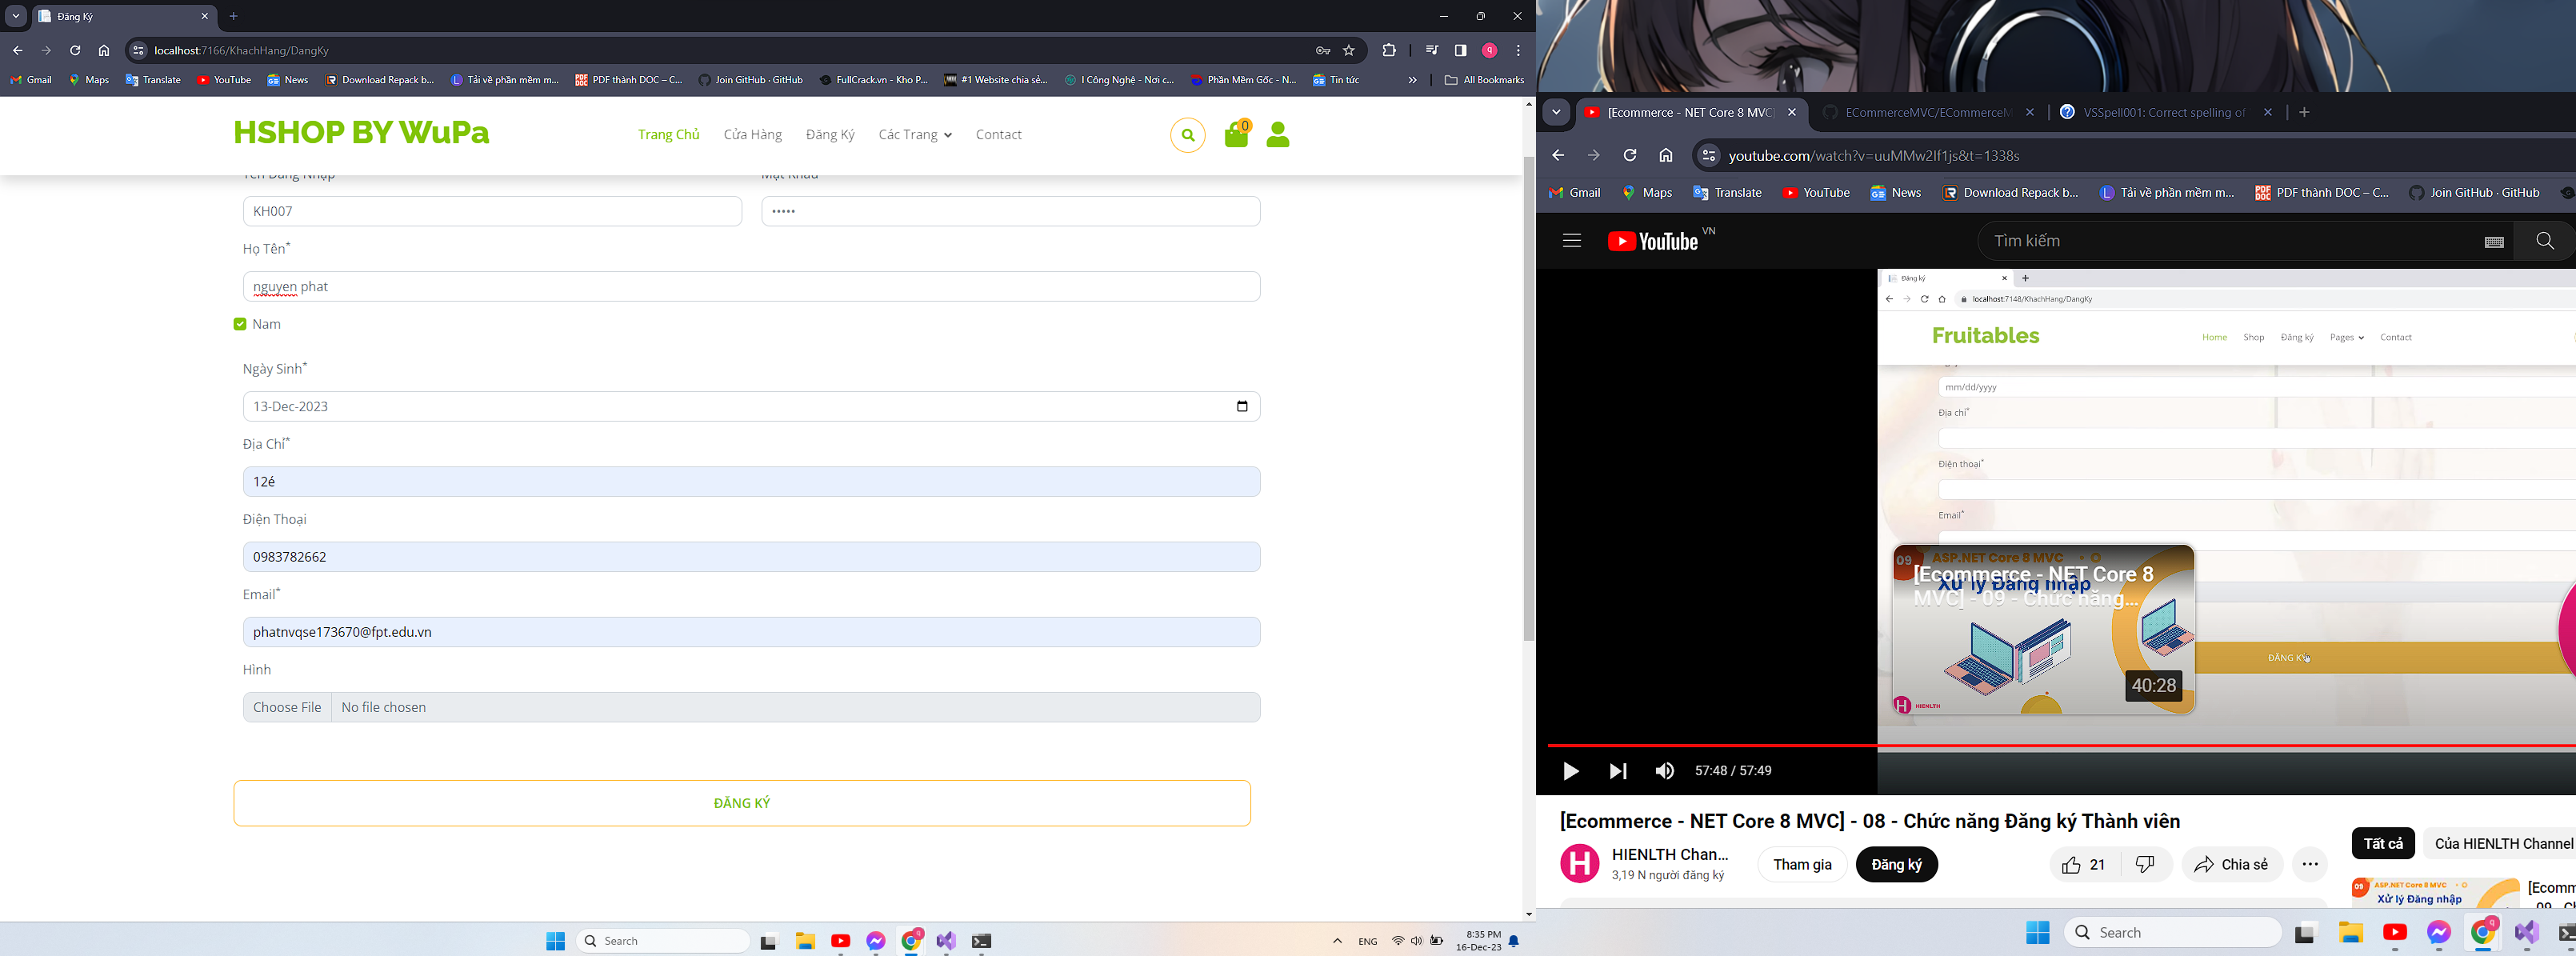 Đăng Ký
localhost:7166/KhachHang/DangKy
q
Gmail
Maps
Translate
YouTube
News
Download Repack b...
Tải về phần mềm m...
PDF thành DOC – C...
Join GitHub · GitHub
FullCrack.vn - Kho P...
#1 Website chia sẻ...
I Công Nghệ - Nơi c...
Phần Mềm Gốc - N...
Tin tức
All Bookmarks
HSHOP BY WuPa
Trang Chủ
Cửa Hàng
Đăng Ký
Các Trang
Contact
0
Tên Đăng Nhập
Mật Khẩu
KH007
•••••
Họ Tên*
nguyen phat
Nam
Ngày Sinh*
13-Dec-2023
Địa Chỉ*
12é
Điện Thoại
0983782662
Email*
phatnvqse173670@fpt.edu.vn
Hình
Choose File
No file chosen
ĐĂNG KÝ
Search
ENG
8:35 PM
16-Dec-23
[Ecommerce - NET Core 8 MVC]
ECommerceMVC/ECommerceM
VSSpell001: Correct spelling of
youtube.com/watch?v=uuMMw2If1js&t=1338s
Gmail
Maps
Translate
YouTube
News
Download Repack b...
Tải về phần mềm m...
PDF thành DOC – C...
Join GitHub · GitHub
YouTube VN
Tìm kiếm
Đăng ký
localhost:7148/KhachHang/DangKy
Fruitables
Home
Shop
Đăng ký
Pages
Contact
mm/dd/yyyy
Địa chỉ*
Điện thoại*
Email*
09
ASP.NET Core 8 MVC
Xử lý Đăng nhập
[Ecommerce - NET Core 8
MVC] - 09 - Chức năng...
40:28
H HIENLTH
ĐĂNG KÝ
57:48 / 57:49
[Ecommerce - NET Core 8 MVC] - 08 - Chức năng Đăng ký Thành viên
H
HIENLTH Chan...
3,19 N người đăng ký
Tham gia
Đăng ký
21
Chia sẻ
Tất cả
Của HIENLTH Channel
09
ASP.NET Core 8 MVC
Xử lý Đăng nhập
[Ecomm
Search